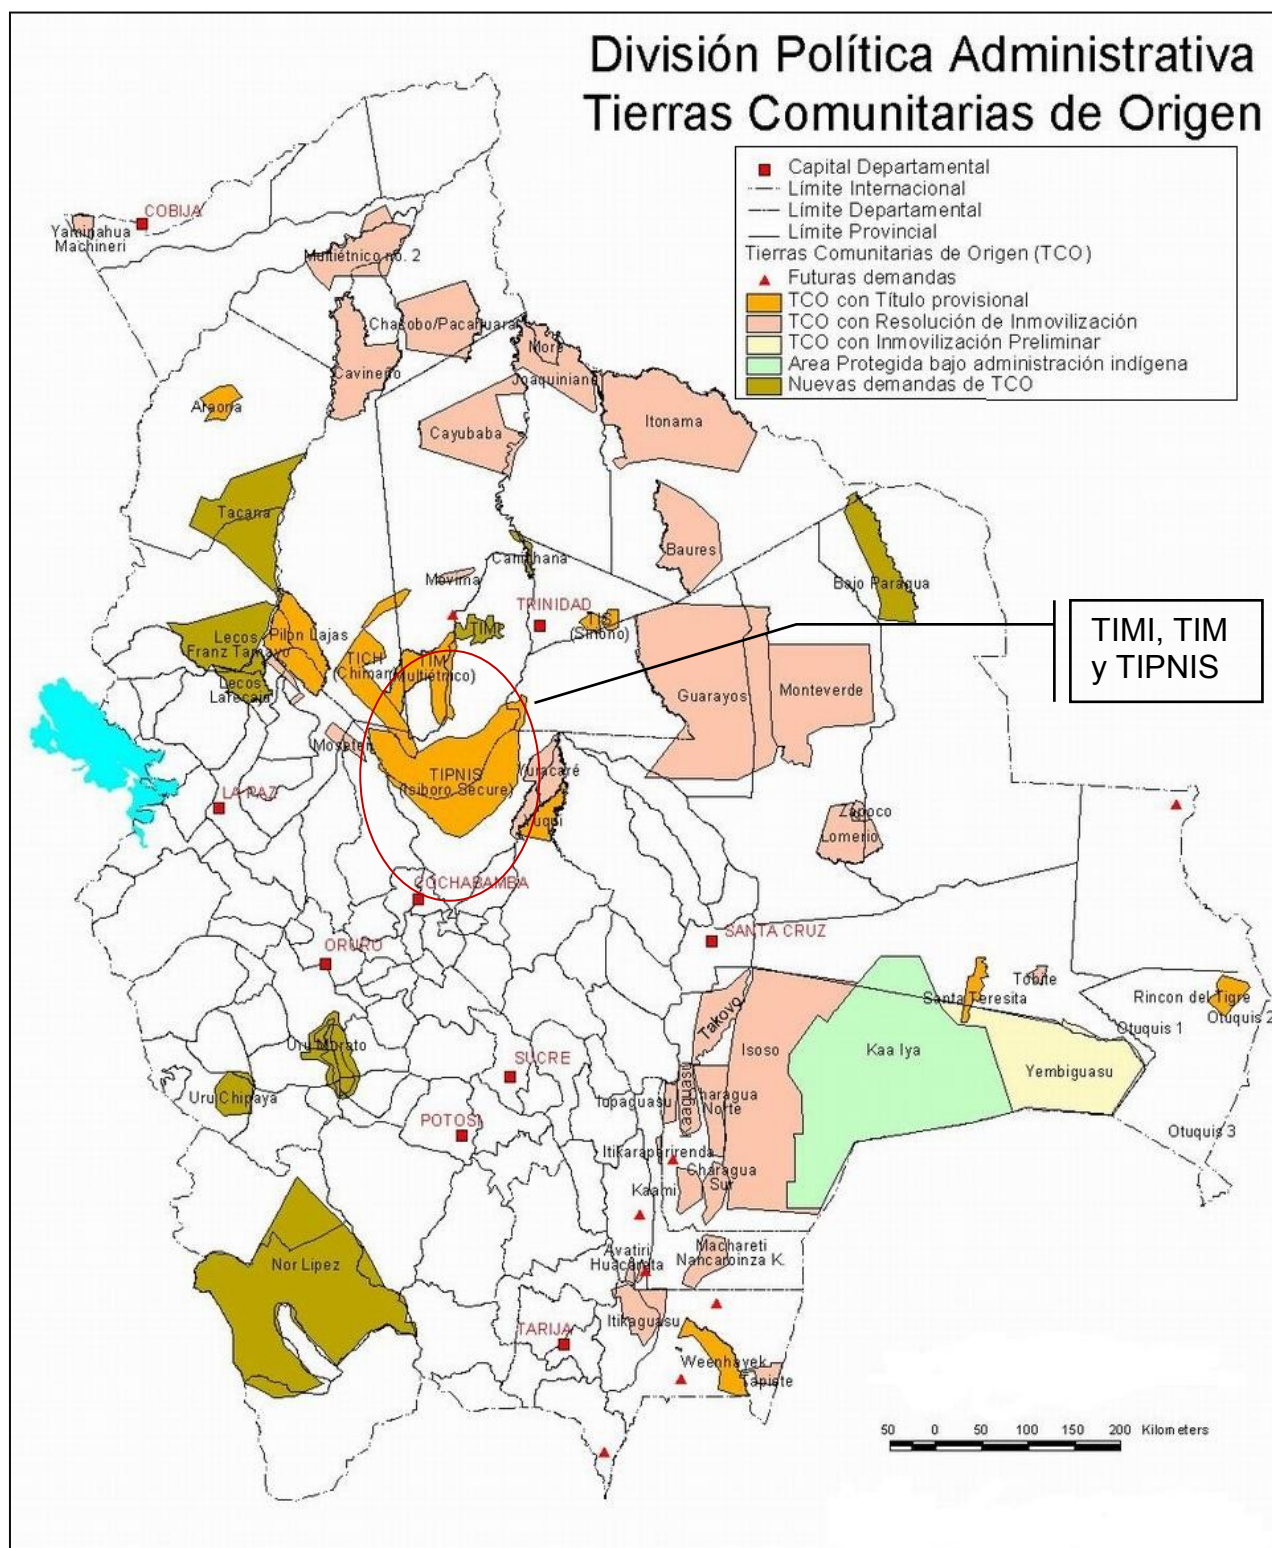 División Política Administrativa
Tierras Comunitarias de Origen
Capital Departamental
Límite Internacional
Límite Departamental
Límite Provincial
Tierras Comunitarias de Origen (TCO)
Futuras demandas
TCO con Título provisional
TCO con Resolución de Inmovilización
TCO con Inmovilización Preliminar
Area Protegida bajo administración indígena
Nuevas demandas de TCO
COBIJA
Yaminahua
Machineri
Multiétnico no. 2
Chacobo/Pacahuara
More
Joaquiniano
Cavineño
Araona
Cayubaba
Itonama
Tacana
Baures
Canichana
Movima
Bajo Paragua
TRINIDAD
TIS
(Sirionó)
TIMI
Lecos
Franz Tamayo
Pilon Lajas
TICH
(Chiman)
TIM
(Multiétnico)
Lecos
Larecaja
TIMI, TIM
y TIPNIS
Guarayos
Monteverde
Moseten
TIPNIS
(Isiboro Secure)
Yuracaré
Yuqui
LA PAZ
Zapoco
Lomerio
COCHABAMBA
SANTA CRUZ
ORURO
Santa Teresita
Tobite
Rincon del Tigre
Otuquis 2
Otuquis 1
Takovo
Isoso
Kaa Iya
Yembiguasu
Uru Morato
SUCRE
Uru Chipaya
Iupaguasu
Kaaguasu
Charagua
Norte
POTOSI
Otuquis 3
Itikaraparirenda
Charagua
Sur
Kaami
Avatiri
Huacareta
Machareti
Nancaroinza K.
Nor Lipez
Itikaguasu
TARIJA
Weenhayek
Tapiete
50 0 50 100 150 200 Kilometers